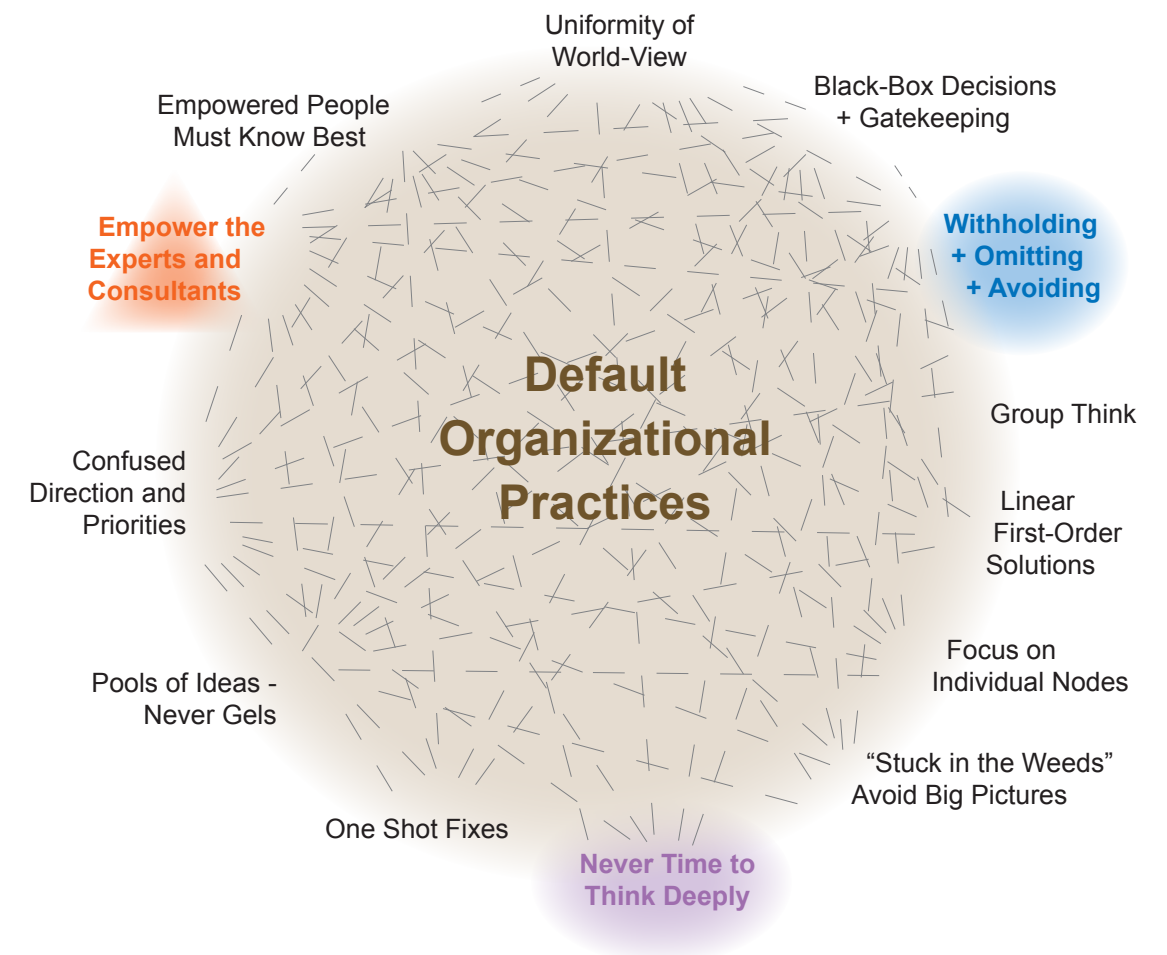 Uniformity of
World-View
Black-Box Decisions
+ Gatekeeping
Empowered People
Must Know Best
Empower the
Experts and
Consultants
Withholding
+ Omitting
+ Avoiding
Default
Organizational
Practices
Group Think
Confused
Direction and
Priorities
Linear
First-Order
Solutions
Focus on
Individual Nodes
Pools of Ideas -
Never Gels
“Stuck in the Weeds”
Avoid Big Pictures
One Shot Fixes
Never Time to
Think Deeply